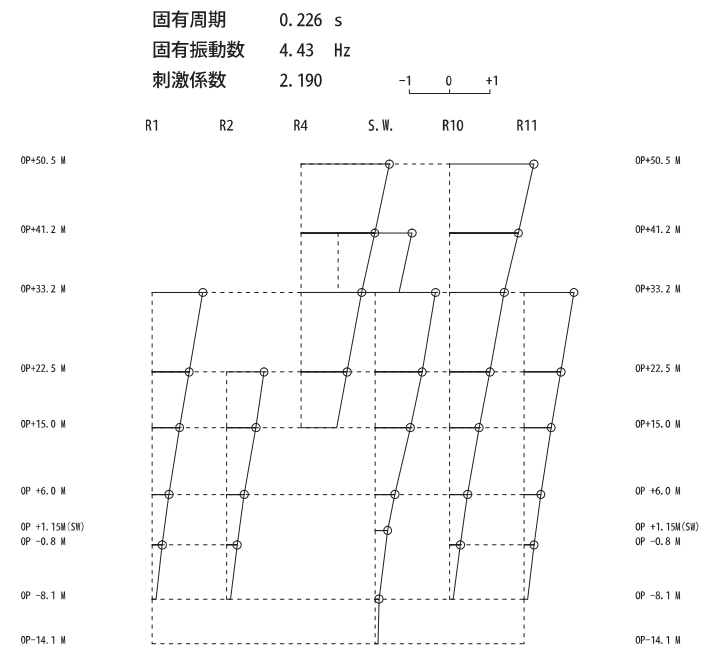 固有周期 0.226 s
固有振動数 4.43 Hz
刺激係数 2.190
-1 0 +1
R1 R2 R4 S.W. R10 R11
OP+50.5 M OP+50.5 M
OP+41.2 M OP+41.2 M
OP+33.2 M OP+33.2 M
OP+22.5 M OP+22.5 M
OP+15.0 M OP+15.0 M
OP +6.0 M OP +6.0 M
OP +1.15M(SW) OP +1.15M(SW)
OP -0.8 M OP -0.8 M
OP -8.1 M OP -8.1 M
OP-14.1 M OP-14.1 M